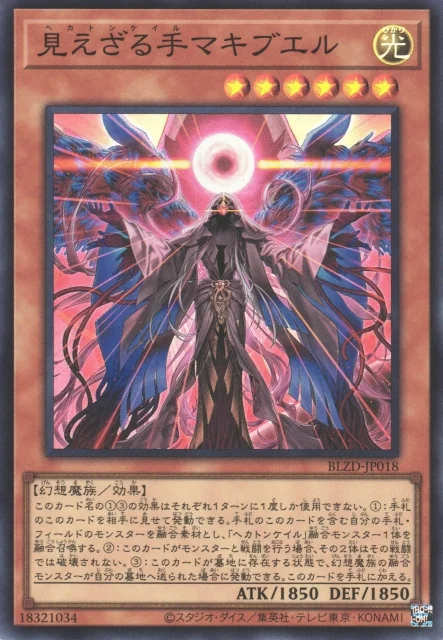 ヘカトンケイル
見えざる手マキブエル
ひかり
光
BLZD-JP018
【幻想魔族／効果】
このカード名の①③の効果はそれぞれ1ターンに1度しか使用できない。①：手札
のこのカードを相手に見せて発動できる。手札のこのカードを含む自分の手札・
フィールドのモンスターを融合素材とし、「ヘカトンケイル」融合モンスター1体を
融合召喚する。②：このカードがモンスターと戦闘を行う場合、その2体はその戦闘
では破壊されない。③：このカードが墓地に存在する状態で、幻想魔族の融合
モンスターが自分の墓地へ送られた場合に発動できる。このカードを手札に加える。
ATK/1850 DEF/1850
18321034 ©スタジオ・ダイス/集英社・テレビ東京・KONAMI